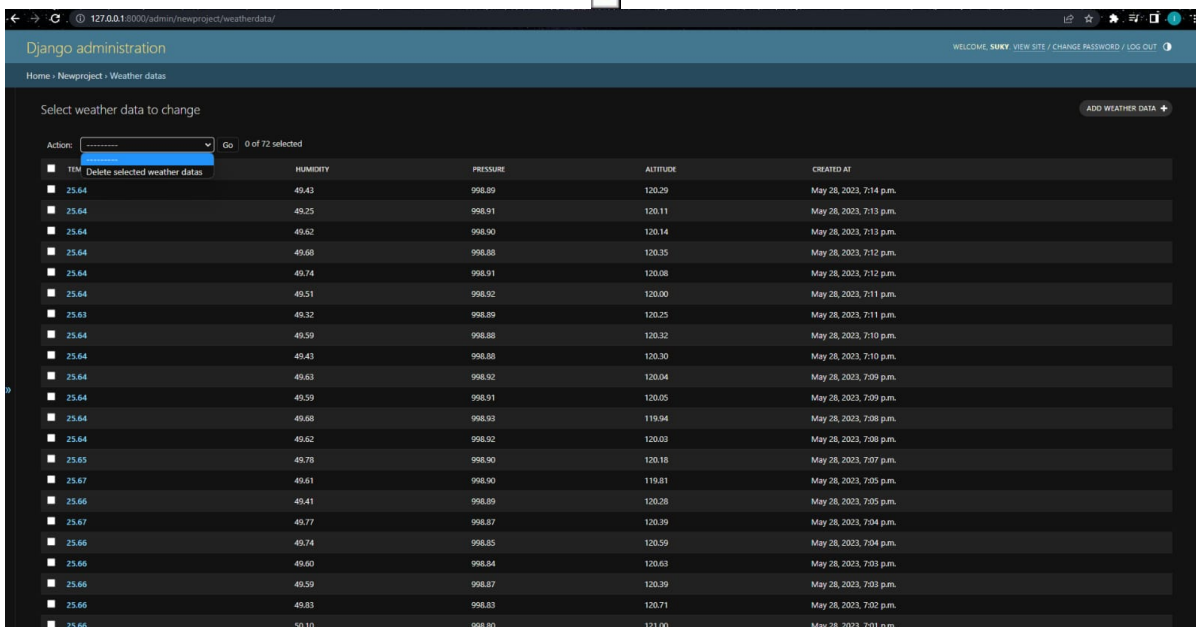 127.0.0.1:8000/admin/newproject/weatherdata/
Django administration
WELCOME, SUKY. VIEW SITE / CHANGE PASSWORD / LOG OUT
Home › Newproject › Weather datas
Select weather data to change
ADD WEATHER DATA +
Action: --------- Go 0 of 72 selected
---------
Delete selected weather datas
TEM HUMIDITY PRESSURE ALTITUDE CREATED AT
25.64 49.43 998.89 120.29 May 28, 2023, 7:14 p.m.
25.64 49.25 998.91 120.11 May 28, 2023, 7:13 p.m.
25.64 49.62 998.90 120.14 May 28, 2023, 7:13 p.m.
25.64 49.68 998.88 120.35 May 28, 2023, 7:12 p.m.
25.64 49.74 998.91 120.08 May 28, 2023, 7:12 p.m.
25.64 49.51 998.92 120.00 May 28, 2023, 7:11 p.m.
25.63 49.32 998.89 120.25 May 28, 2023, 7:11 p.m.
25.64 49.59 998.88 120.32 May 28, 2023, 7:10 p.m.
25.64 49.43 998.88 120.30 May 28, 2023, 7:10 p.m.
25.64 49.63 998.92 120.04 May 28, 2023, 7:09 p.m.
25.64 49.59 998.91 120.05 May 28, 2023, 7:09 p.m.
25.64 49.68 998.93 119.94 May 28, 2023, 7:08 p.m.
25.64 49.62 998.92 120.03 May 28, 2023, 7:08 p.m.
25.65 49.78 998.90 120.18 May 28, 2023, 7:07 p.m.
25.67 49.61 998.90 119.81 May 28, 2023, 7:05 p.m.
25.66 49.41 998.89 120.28 May 28, 2023, 7:05 p.m.
25.67 49.77 998.87 120.39 May 28, 2023, 7:04 p.m.
25.66 49.74 998.85 120.59 May 28, 2023, 7:04 p.m.
25.66 49.60 998.84 120.63 May 28, 2023, 7:03 p.m.
25.66 49.59 998.87 120.39 May 28, 2023, 7:03 p.m.
25.66 49.83 998.83 120.71 May 28, 2023, 7:02 p.m.
25.66 50.10 998.80 121.00 May 28, 2023, 7:01 p.m.